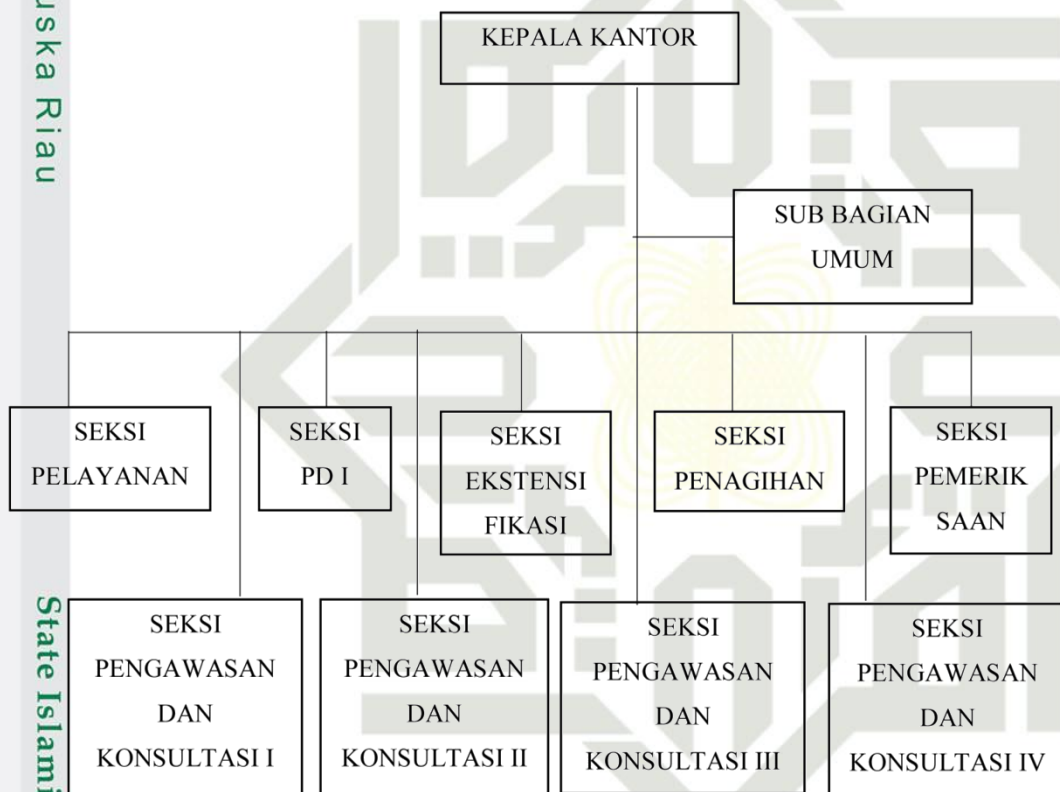 uska Riau
State Islami
KEPALA KANTOR
SUB BAGIAN
UMUM
SEKSI
PELAYANAN
SEKSI
PD I
SEKSI
EKSTENSI
FIKASI
SEKSI
PENAGIHAN
SEKSI
PEMERIK
SAAN
SEKSI
PENGAWASAN
DAN
KONSULTASI I
SEKSI
PENGAWASAN
DAN
KONSULTASI II
SEKSI
PENGAWASAN
DAN
KONSULTASI III
SEKSI
PENGAWASAN
DAN
KONSULTASI IV